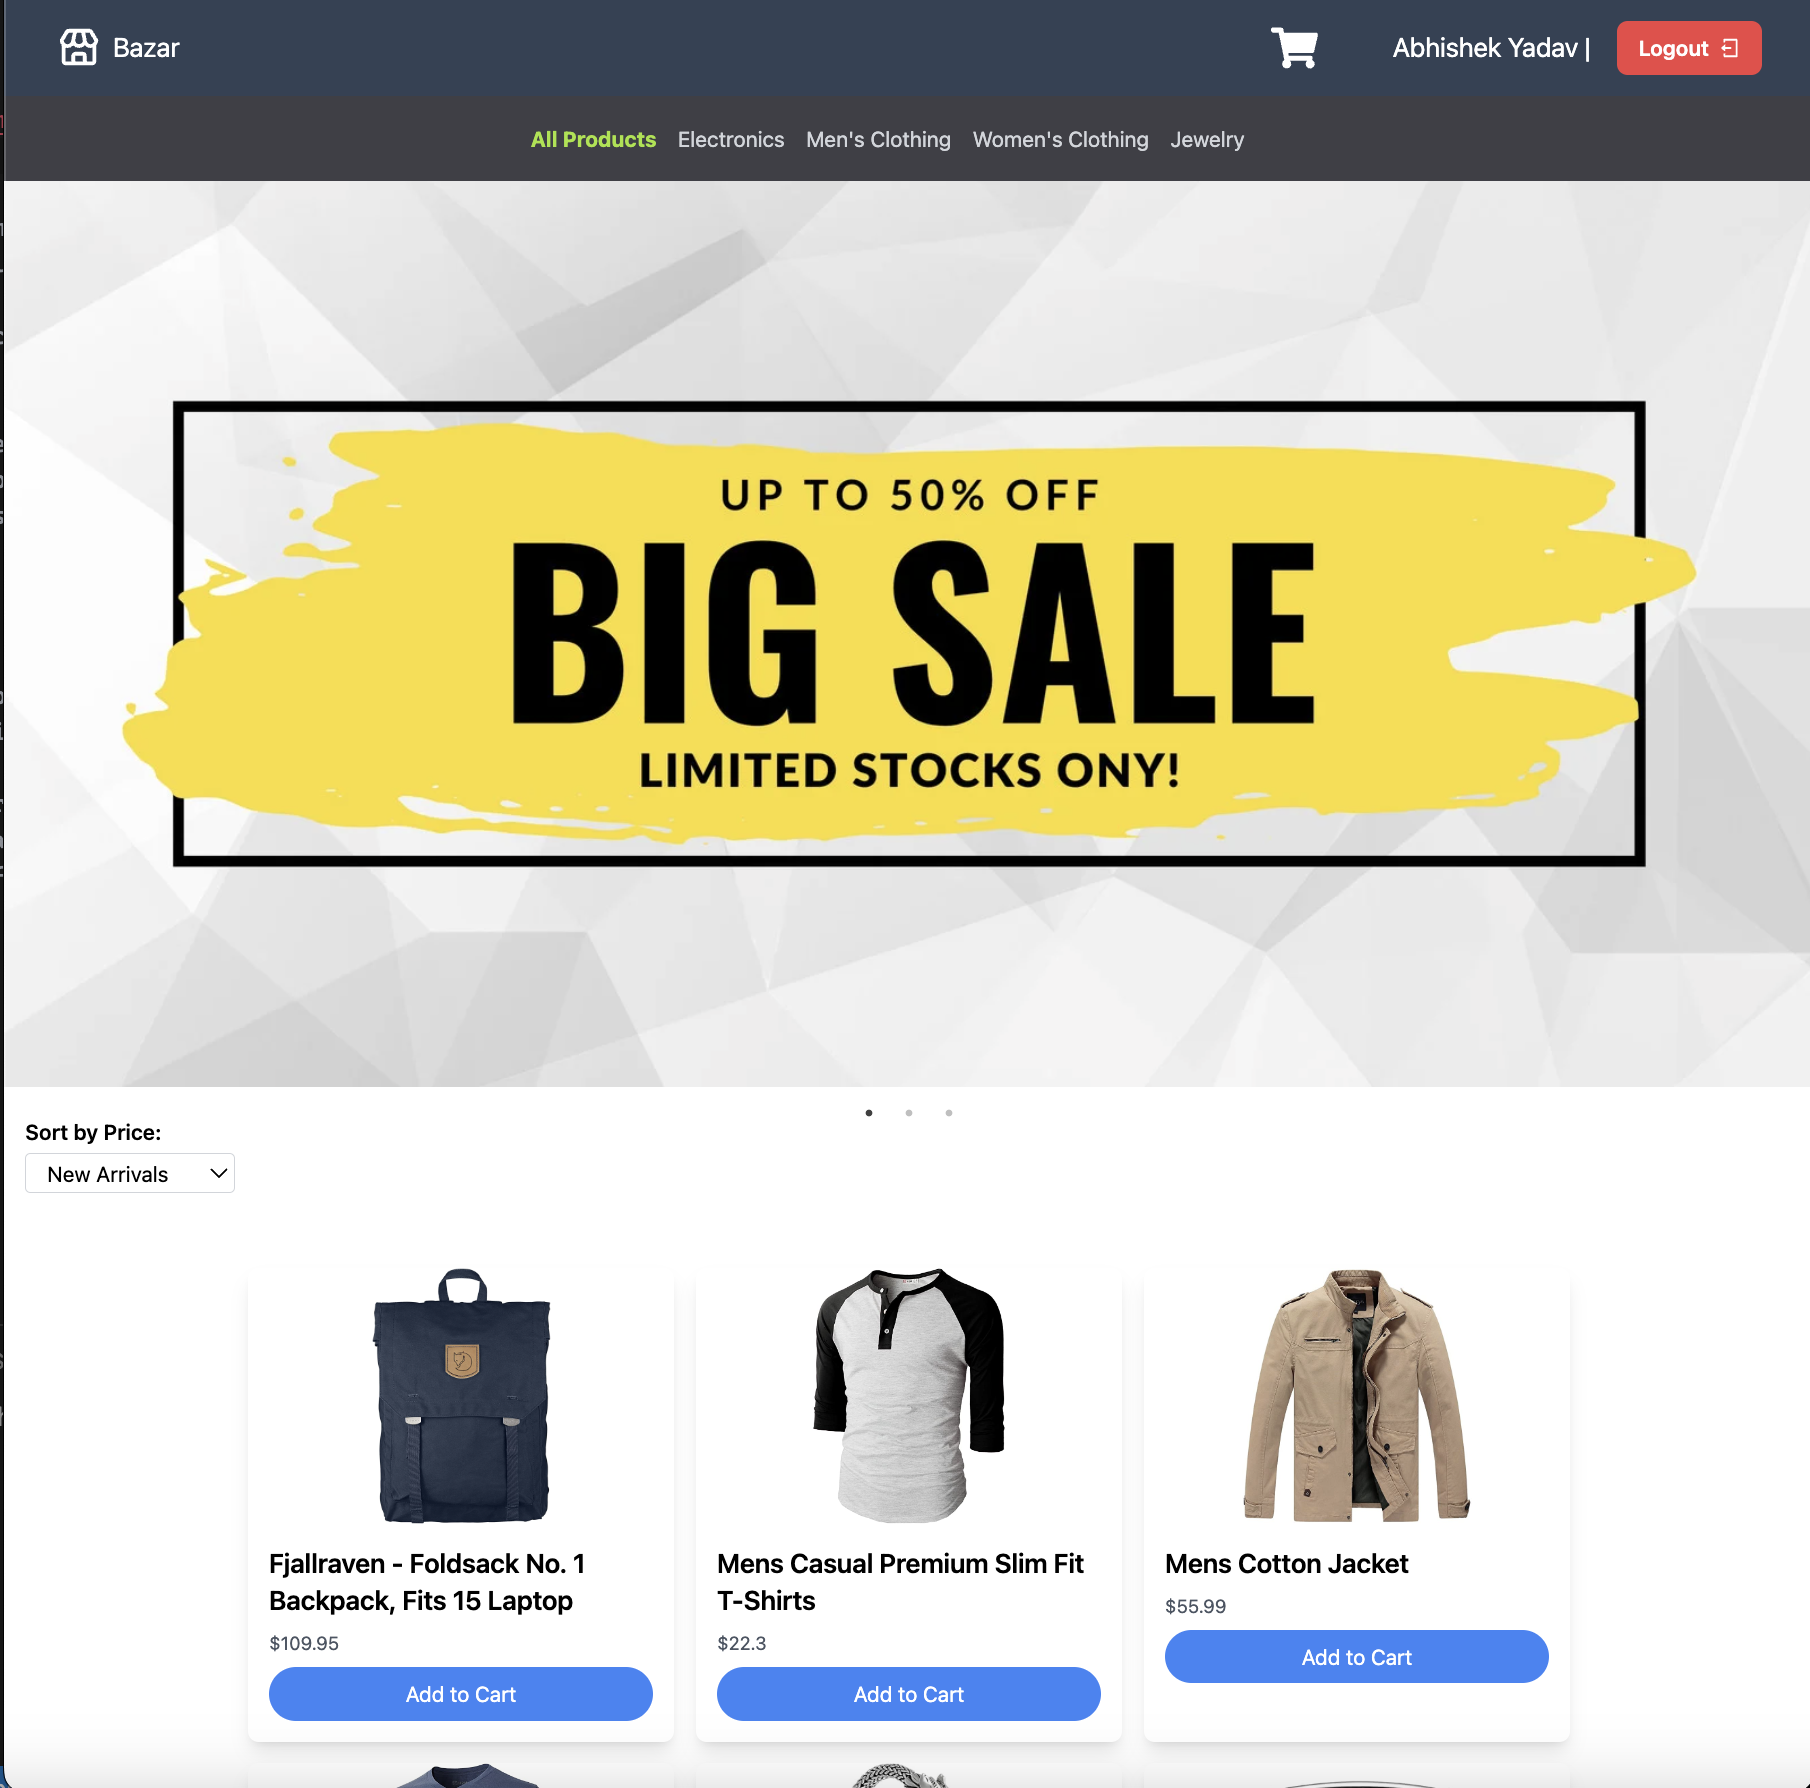 Bazar
Abhishek Yadav |
Logout
All Products Electronics Men's Clothing Women's Clothing Jewelry
UP TO 50% OFF
BIG SALE
LIMITED STOCKS ONY!
Sort by Price:
New Arrivals
Fjallraven - Foldsack No. 1
Backpack, Fits 15 Laptop
$109.95
Add to Cart
Mens Casual Premium Slim Fit
T-Shirts
$22.3
Add to Cart
Mens Cotton Jacket
$55.99
Add to Cart